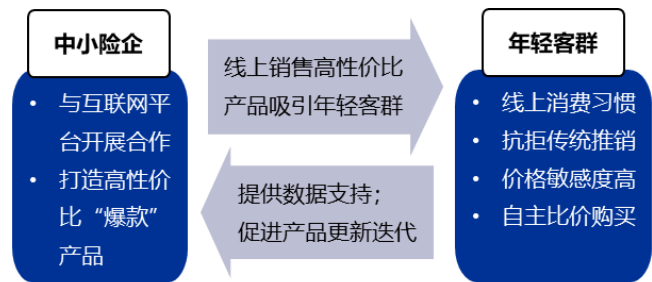 中小险企
• 与互联网平
台开展合作
• 打造高性价
比“爆款”
产品
线上销售高性价比
产品吸引年轻客群
提供数据支持；
促进产品更新迭代
年轻客群
• 线上消费习惯
• 抗拒传统推销
• 价格敏感度高
• 自主比价购买